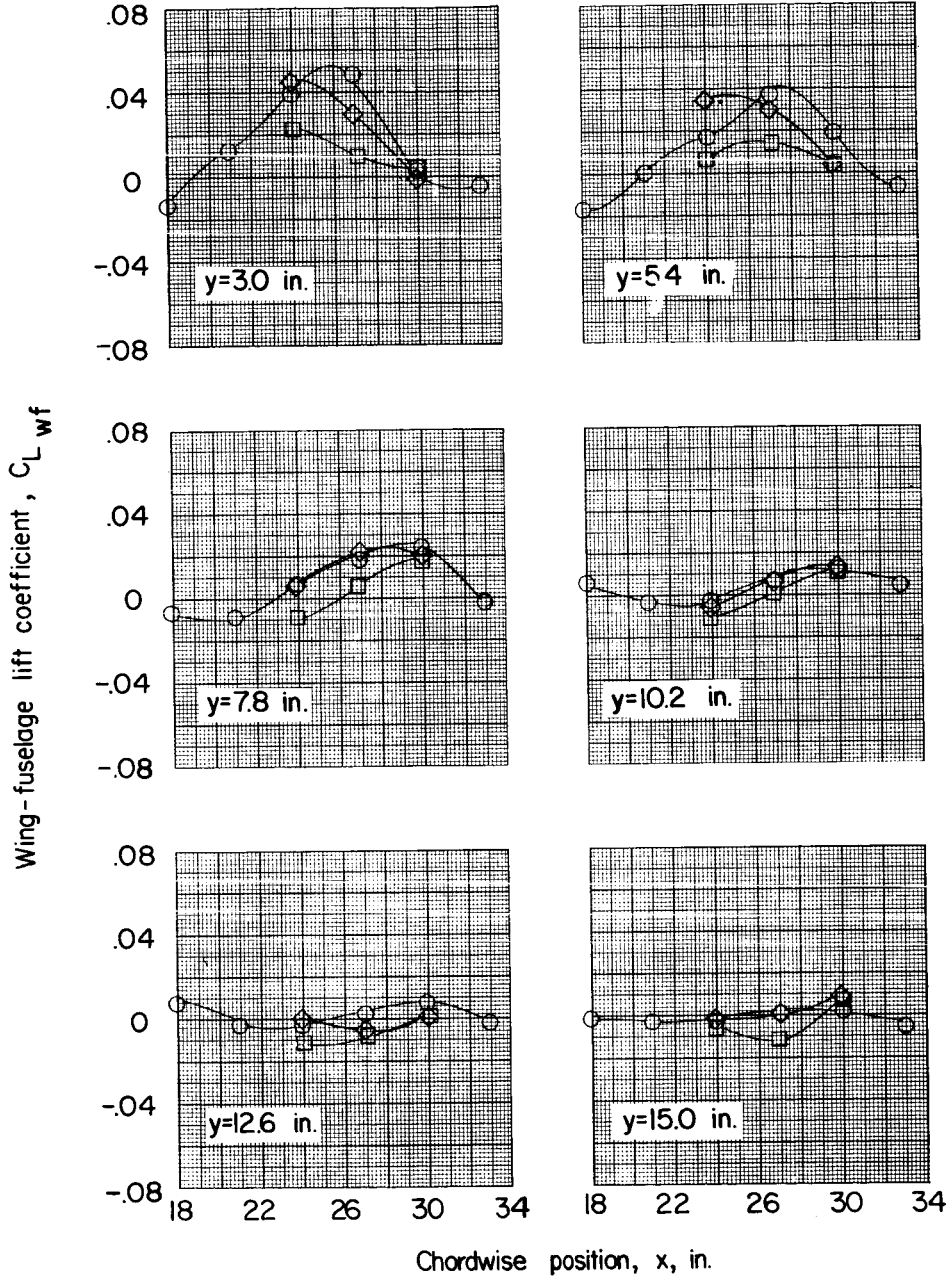 .08
.04
0
-.04
-.08
y=3.0 in.
y=5.4 in.
.08
.04
0
-.04
-.08
y=7.8 in.
y=10.2 in.
.08
.04
0
-.04
-.08
y=12.6 in.
y=15.0 in.
18 22 26 30 34
18 22 26 30 34
Wing-fuselage lift coefficient, C_L wf
Chordwise position, x, in.